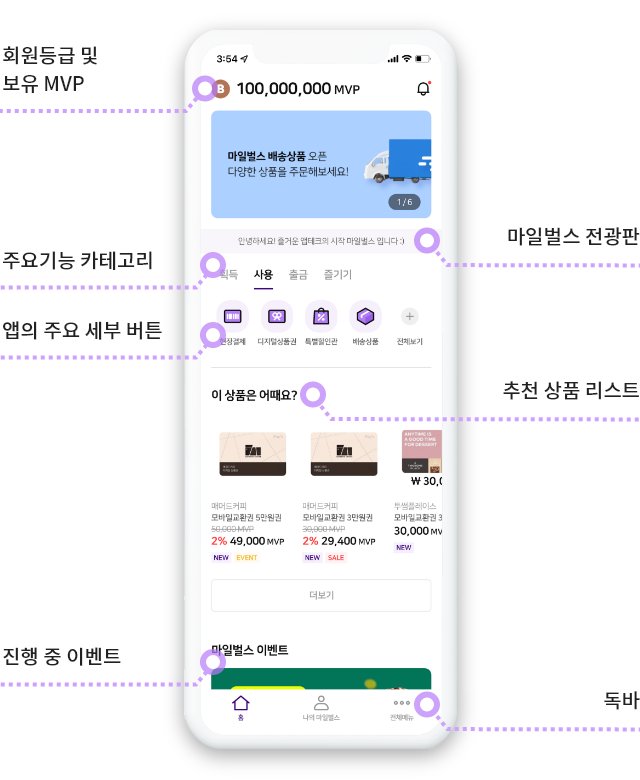 회원등급 및
보유 MVP
3:54
B 100,000,000 MVP
마일벌스 배송상품 오픈
다양한 상품을 주문해보세요!
1/6
마일벌스 전광판
안녕하세요! 즐거운 앱테크의 시작 마일벌스 입니다 :)
주요기능 카테고리
획득 사용 출금 즐기기
앱의 주요 세부 버튼
현장결제 디지털상품권 특별할인관 배송상품 전체보기
추천 상품 리스트
이 상품은 어때요?
ANYTIME IS
A GOOD TIME
FOR DESSERT
₩ 30,0
매머드커피 매머드커피 투썸플레이스
모바일교환권 5만원권 모바일교환권 3만원권 모바일교환권 3
50,000 MVP 30,000 MVP
2% 49,000 MVP 2% 29,400 MVP 30,000 MV
NEW EVENT NEW SALE NEW
더보기
진행 중 이벤트
마일벌스 이벤트
독바
홈 나의 마일벌스 전체메뉴